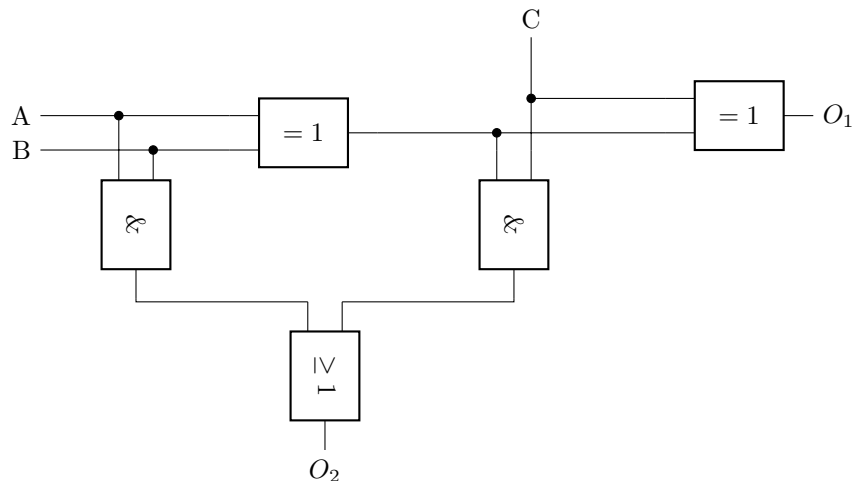 C
A
= 1
= 1
O₁
B
&
&
≥ 1
O₂